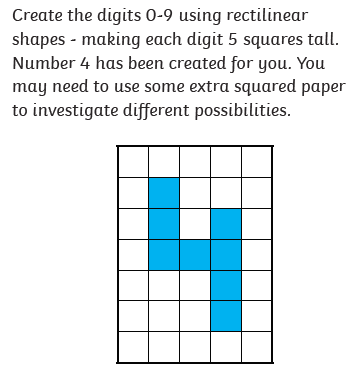 Create the digits 0-9 using rectilinear
shapes - making each digit 5 squares tall.
Number 4 has been created for you. You
may need to use some extra squared paper
to investigate different possibilities.